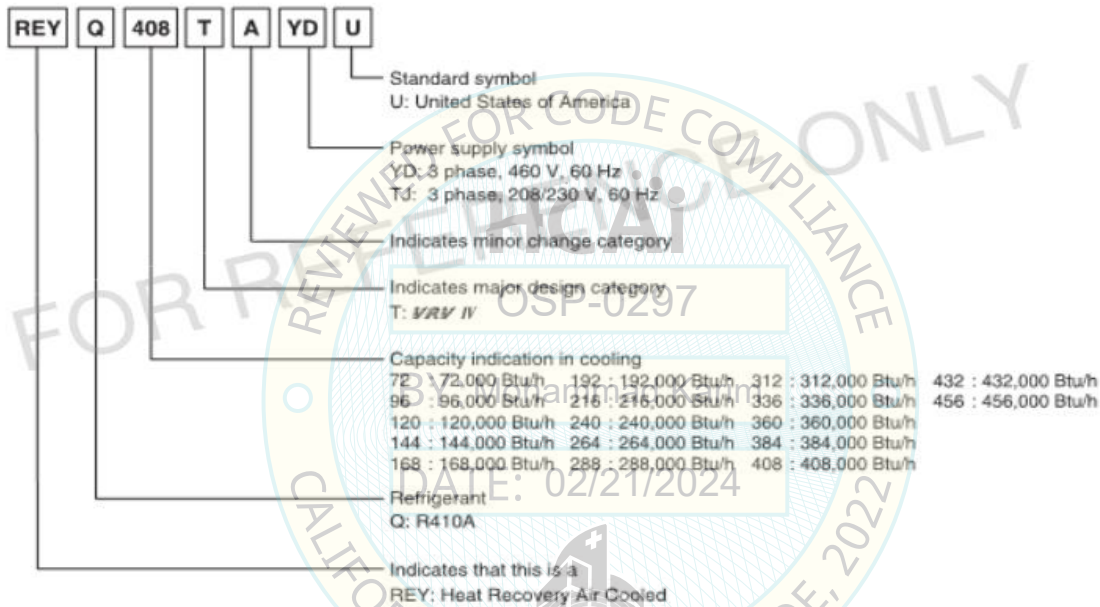 REY Q 408 T A YD U
Standard symbol
U: United States of America
Power supply symbol
YD: 3 phase, 460 V, 60 Hz
TJ: 3 phase, 208/230 V, 60 Hz
Indicates minor change category
Indicates major design category
T: VRV IV
Capacity indication in cooling
72 : 72,000 Btu/h 192 : 192,000 Btu/h 312 : 312,000 Btu/h 432 : 432,000 Btu/h
96 : 96,000 Btu/h 216 : 216,000 Btu/h 336 : 336,000 Btu/h 456 : 456,000 Btu/h
120 : 120,000 Btu/h 240 : 240,000 Btu/h 360 : 360,000 Btu/h
144 : 144,000 Btu/h 264 : 264,000 Btu/h 384 : 384,000 Btu/h
168 : 168,000 Btu/h 288 : 288,000 Btu/h 408 : 408,000 Btu/h
Refrigerant
Q: R410A
Indicates that this is a
REY: Heat Recovery Air Cooled
FOR REFERENCE ONLY
REVIEWED FOR CODE COMPLIANCE
HCAi
OSP-0297
BY: Karim
DATE: 02/21/2024
2022